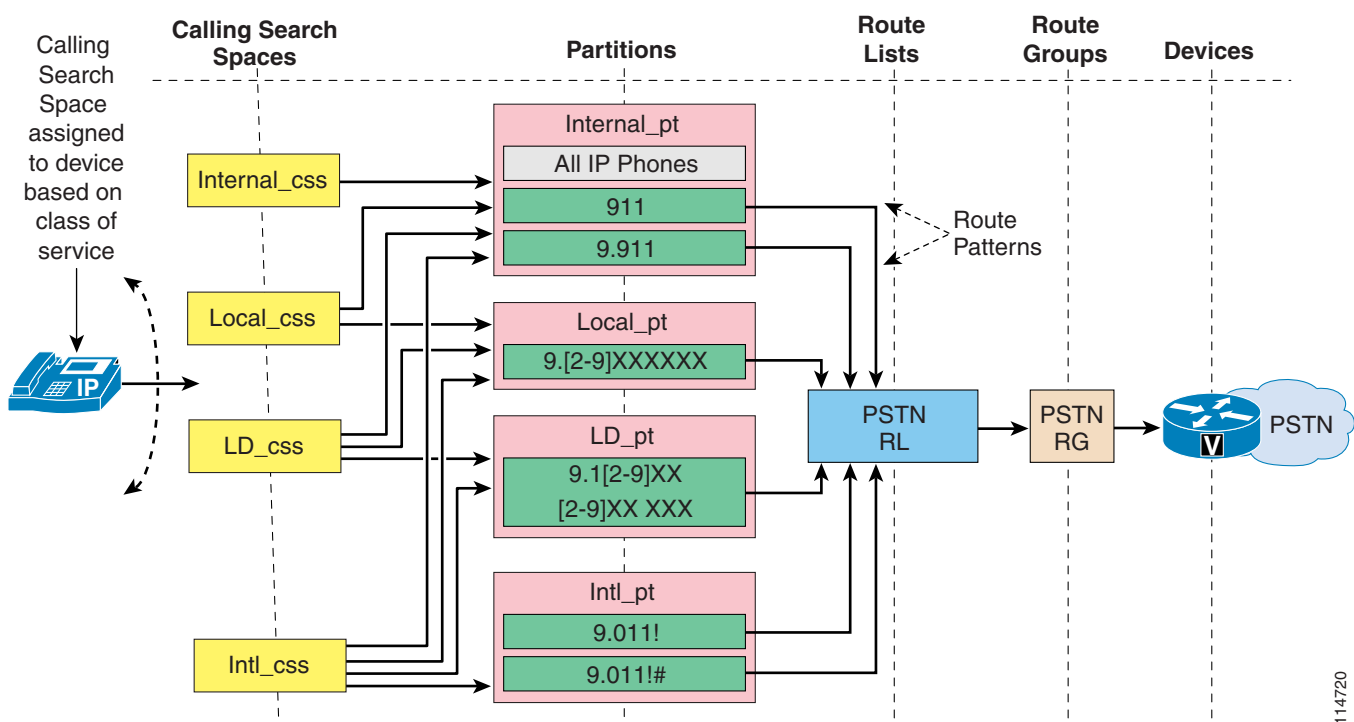 Calling
Search
Space
assigned
to device
based on
class of
service
Calling Search
Spaces
Partitions
Route
Lists
Route
Groups
Devices
Internal_css
Local_css
LD_css
Intl_css
IP
Internal_pt
All IP Phones
911
9.911
Local_pt
9.[2-9]XXXXXX
LD_pt
9.1[2-9]XX
[2-9]XX XXX
Intl_pt
9.011!
9.011!#
Route
Patterns
PSTN
RL
PSTN
RG
V
PSTN
114720